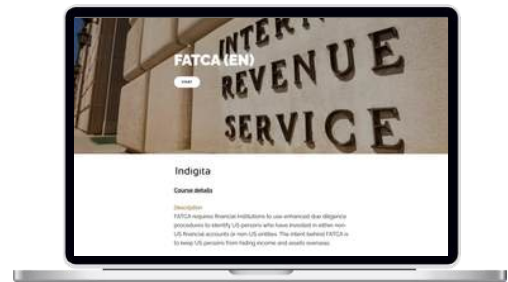 INTERNAL
REVENUE
SERVICE
FATCA (EN)
START
Indigita
Course details
Description
FATCA requires financial institutions to use enhanced due diligence
procedures to identify US persons who have invested in either non-
US financial accounts or non-US entities. The intent behind FATCA is
to keep US persons from hiding income and assets overseas.